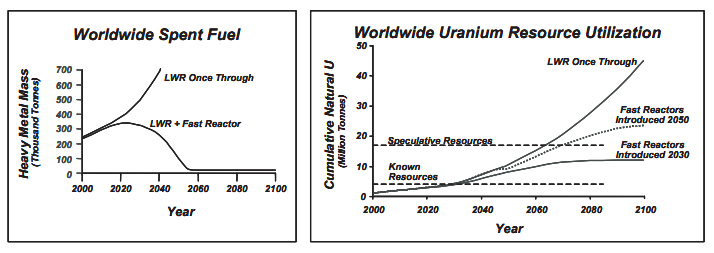 Worldwide Spent Fuel
Heavy Metal Mass
(Thousand Tonnes)
700
600
500
400
300
200
100
0
LWR Once Through
LWR + Fast Reactor
2000
2020
2040
2060
2080
2100
Year
Worldwide Uranium Resource Utilization
Cumulative Natural U
(Million Tonnes)
50
40
30
20
10
0
LWR Once Through
Fast Reactors
Introduced 2050
Speculative Resources
Fast Reactors
Introduced 2030
Known
Resources
2000
2020
2040
2060
2080
2100
Year